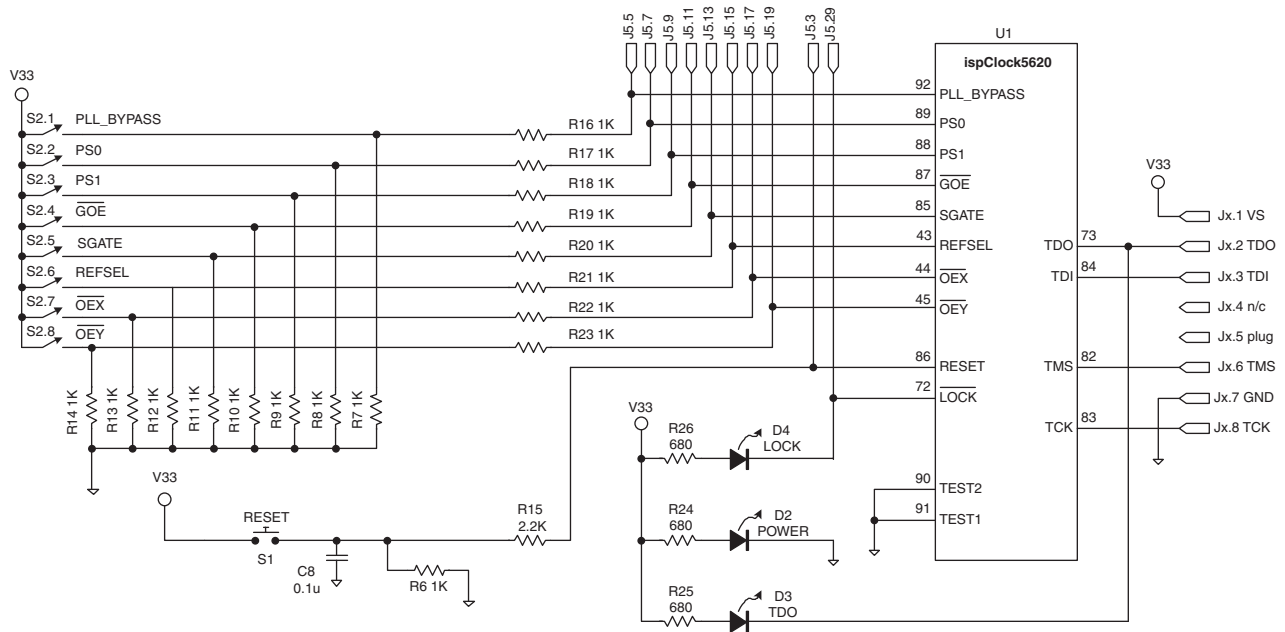 J5.5
J5.7
J5.9
J5.11
J5.13
J5.15
J5.17
J5.19
J5.3
J5.29
U1
ispClock5620
V33
S2.1 PLL_BYPASS
S2.2 PS0
S2.3 PS1
S2.4 GOE
S2.5 SGATE
S2.6 REFSEL
S2.7 OEX
S2.8 OEY
R16 1K
R17 1K
R18 1K
R19 1K
R20 1K
R21 1K
R22 1K
R23 1K
92 PLL_BYPASS
89 PS0
88 PS1
87 GOE
85 SGATE
43 REFSEL
44 OEX
45 OEY
86 RESET
72 LOCK
90 TEST2
91 TEST1
TDO 73
TDI 84
TMS 82
TCK 83
V33
Jx.1 VS
Jx.2 TDO
Jx.3 TDI
Jx.4 n/c
Jx.5 plug
Jx.6 TMS
Jx.7 GND
Jx.8 TCK
R14 1K
R13 1K
R12 1K
R11 1K
R10 1K
R9 1K
R8 1K
R7 1K
V33
R26
680
D4
LOCK
R24
680
D2
POWER
R25
680
D3
TDO
V33
RESET
S1
C8
0.1u
R6 1K
R15
2.2K